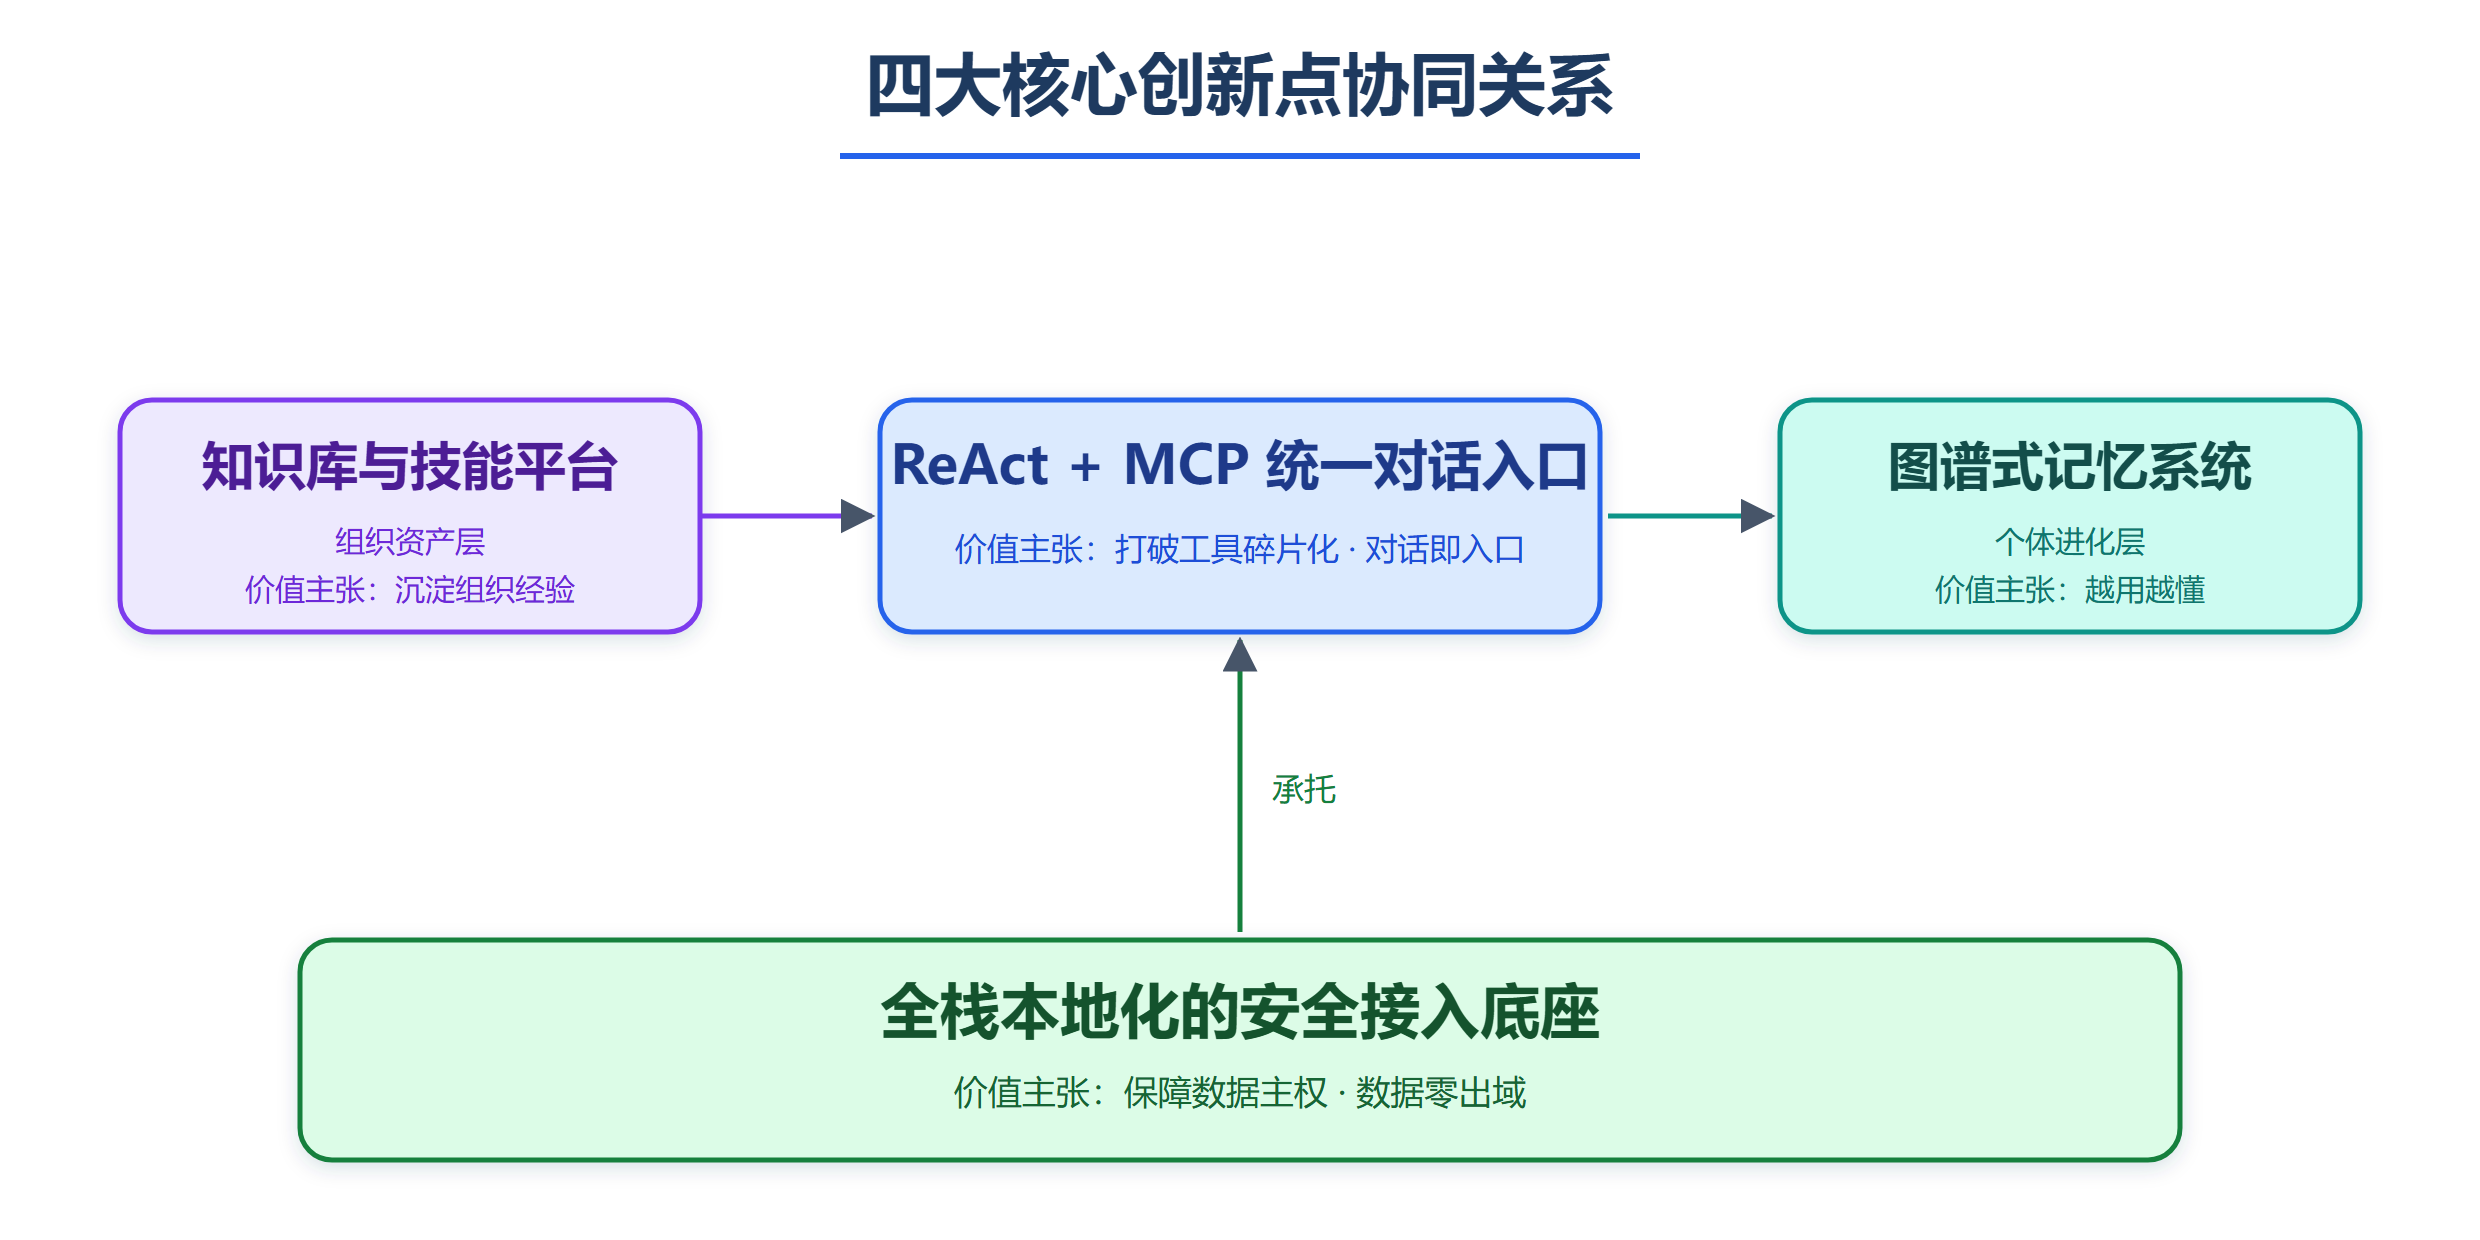 四大核心创新点协同关系
知识库与技能平台
组织资产层
价值主张：沉淀组织经验
ReAct + MCP 统一对话入口
价值主张：打破工具碎片化 · 对话即入口
图谱式记忆系统
个体进化层
价值主张：越用越懂
承托
全栈本地化的安全接入底座
价值主张：保障数据主权 · 数据零出域